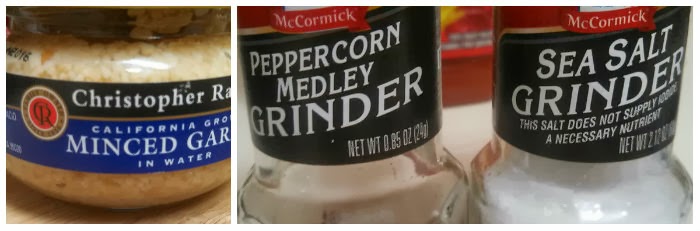 2016
Christopher Ra
CALIFORNIA GRO
MINCED GAR
IN WATER
McCormick
PEPPERCORN
MEDLEY
GRINDER
NET WT 0.85 OZ (24g)
McCormick
SEA SALT
GRINDER
THIS SALT DOES NOT SUPPLY IODIDE,
A NECESSARY NUTRIENT
NET WT 2.12 OZ